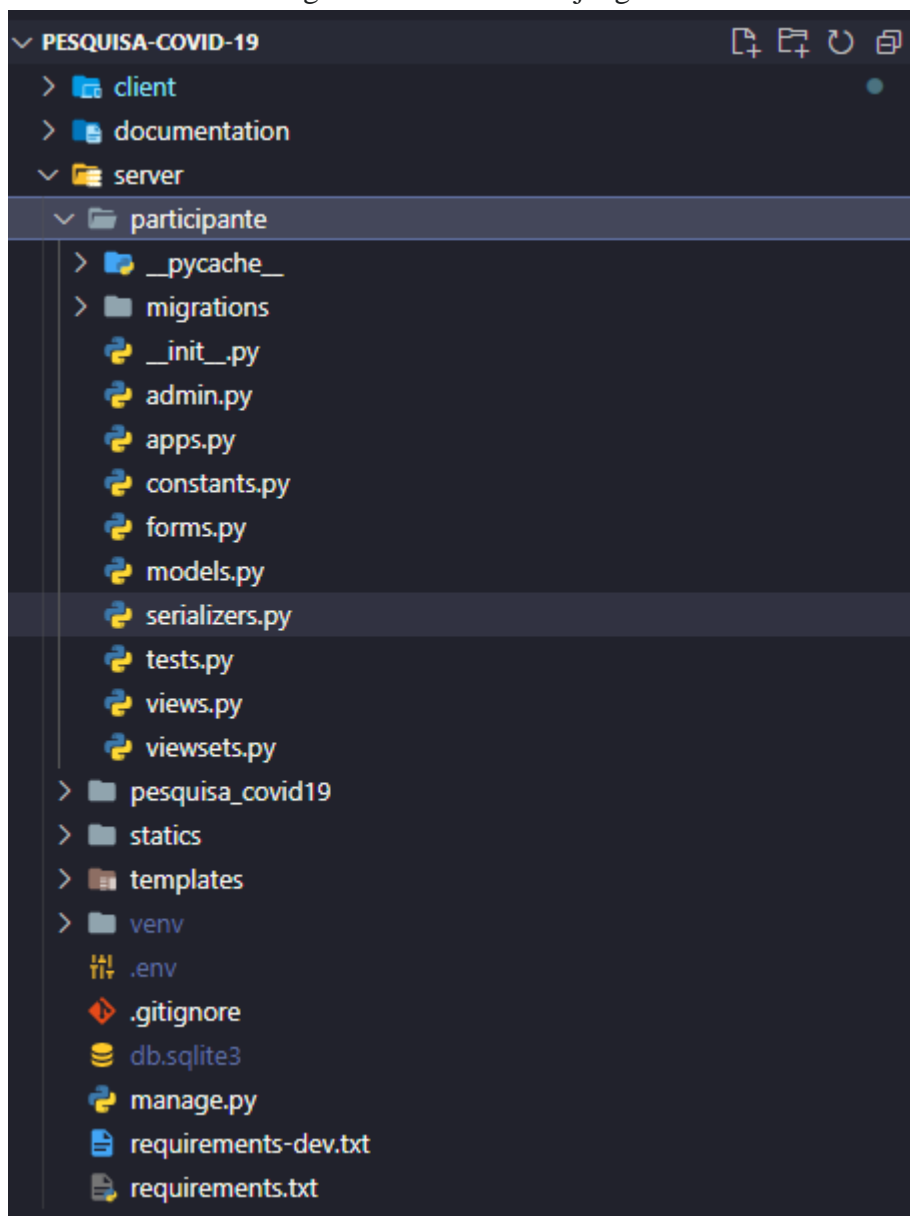 PESQUISA-COVID-19
client
documentation
server
participante
__pycache__
migrations
__init__.py
admin.py
apps.py
constants.py
forms.py
models.py
serializers.py
tests.py
views.py
viewsets.py
pesquisa_covid19
statics
templates
venv
.env
.gitignore
db.sqlite3
manage.py
requirements-dev.txt
requirements.txt